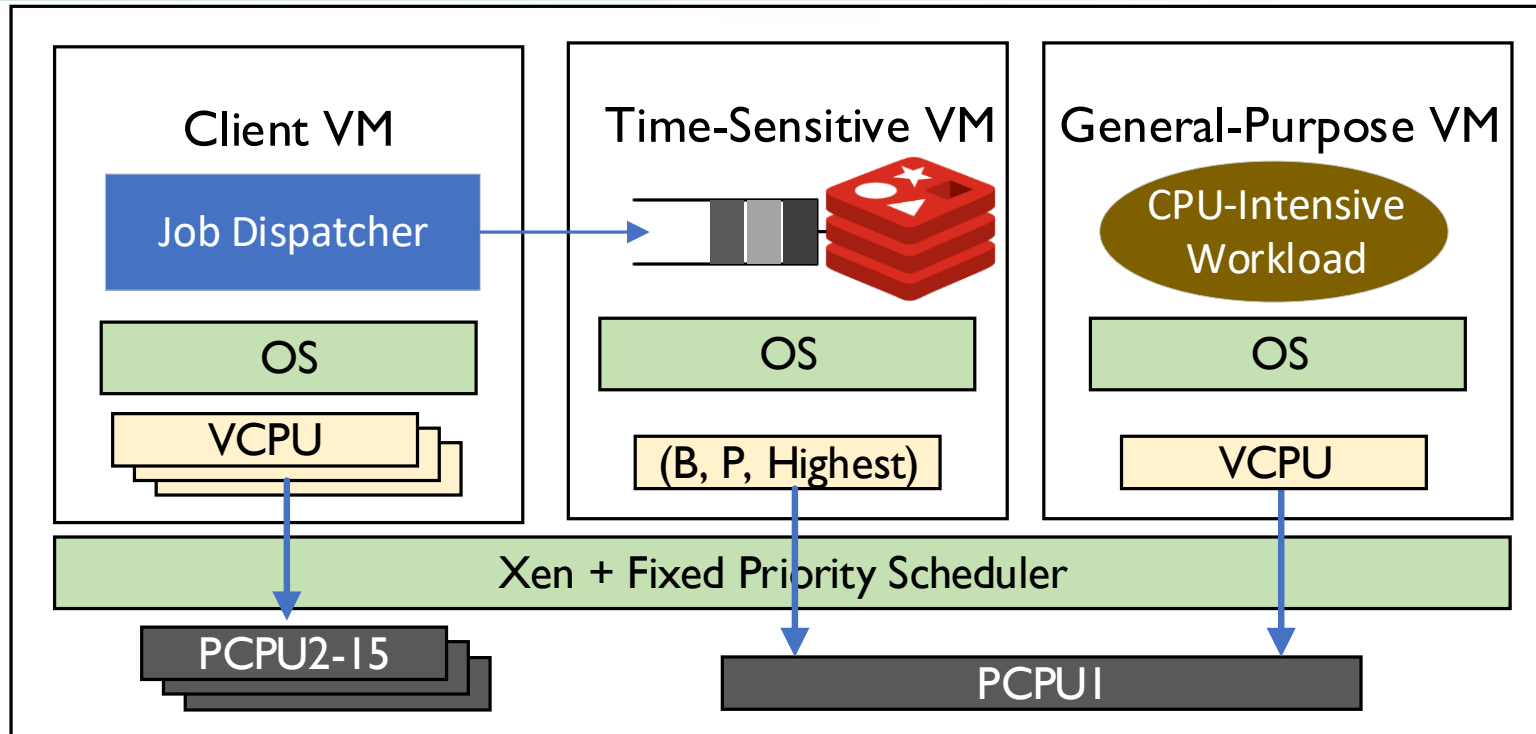 Client VM
Job Dispatcher
OS
VCPU
Time-Sensitive VM
OS
(B, P, Highest)
General-Purpose VM
CPU-Intensive
Workload
OS
VCPU
Xen + Fixed Priority Scheduler
PCPU2-15
PCPU1